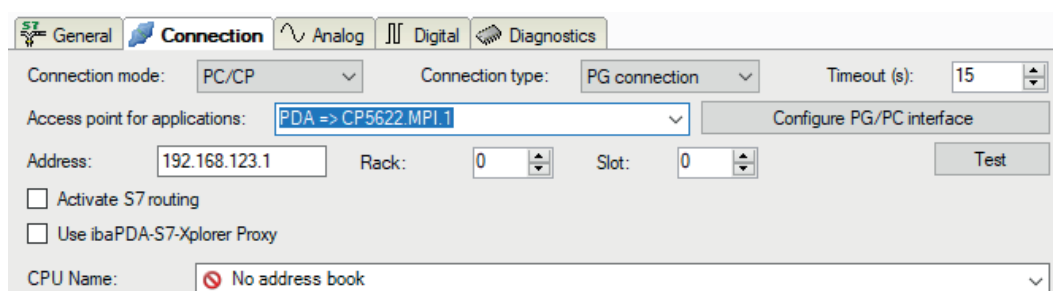 S7 General Connection Analog Digital Diagnostics
Connection mode: PC/CP Connection type: PG connection Timeout (s): 15
Access point for applications: PDA => CP5622.MPI.1 Configure PG/PC interface
Address: 192.168.123.1 Rack: 0 Slot: 0 Test
Activate S7 routing
Use ibaPDA-S7-Xplorer Proxy
CPU Name: No address book